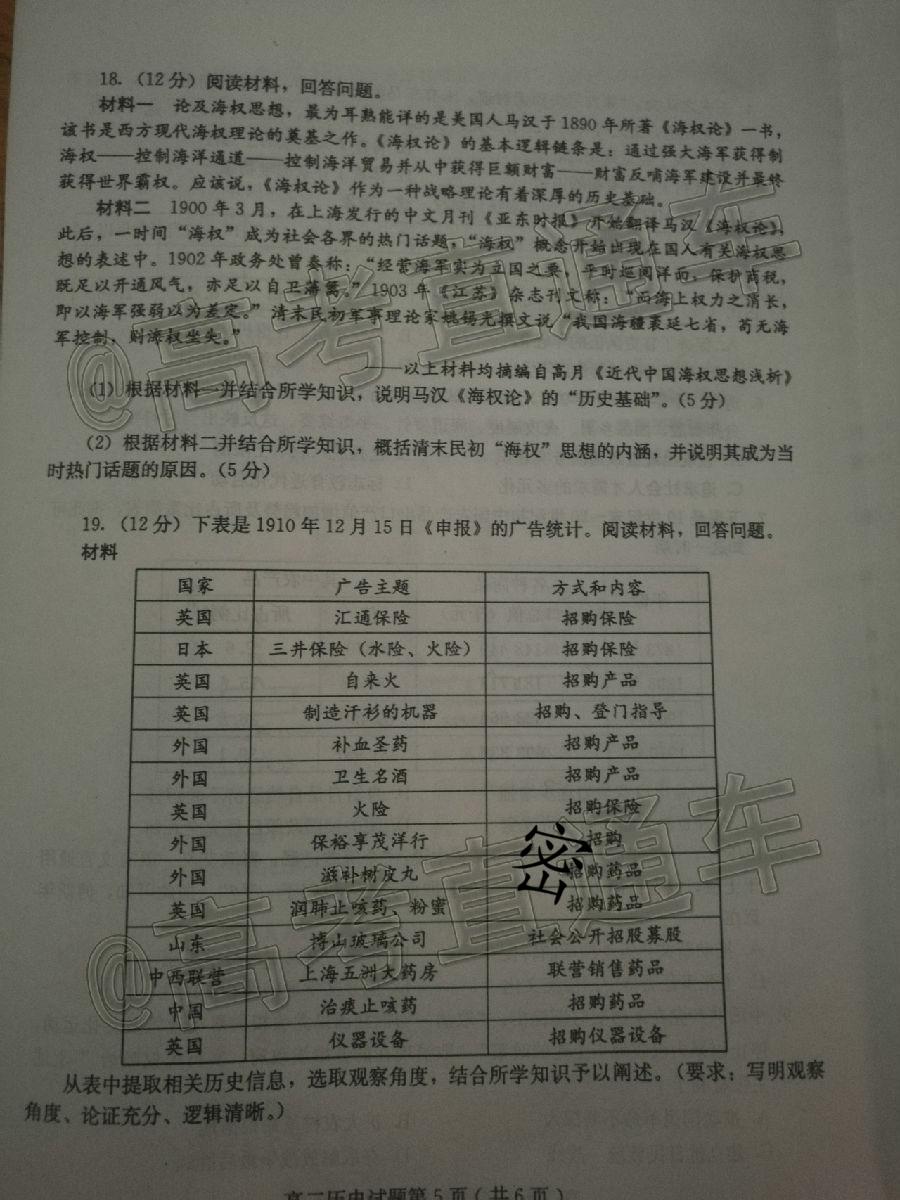 18. (12分) 阅读材料，回答问题。
材料一 论及海权思想，最为耳熟能详的是美国人马汉于1890年所著《海权论》一书，
该书是西方现代海权理论的奠基之作。《海权论》的基本逻辑链条是：通过强大海军获得制
海权——控制海洋通道——控制海洋贸易并从中获得巨额财富——财富反哺海军建设并最终
获得世界霸权。应该说，《海权论》作为一种战略理论有着深厚的历史基础。
材料二 1900年3月，在上海发行的中文月刊《亚东时报》开始翻译马汉《海权论》，
此后，一时间“海权”成为社会各界的热门话题，“海权”概念开始出现在国人有关海权思
想的表述中。1902年政务处曾奏称：“经营海军实为立国之要，平时巡阅洋面，保护商税，
既足以开通风气，亦足以自卫藩篱。”1903年《江苏》杂志刊文称：“西海上权力之消长，
即以海军强弱以为差定。”清末民初军事理论家姚锡光撰文说“我国海疆袤延七省，苟无海
军控制，则海权坐失。”
——以上材料均摘编自高月《近代中国海权思想浅析》
(1) 根据材料一并结合所学知识，说明马汉《海权论》的“历史基础”。(5分)
(2) 根据材料二并结合所学知识，概括清末民初“海权”思想的内涵，并说明其成为当
时热门话题的原因。(5分)
19. (12分) 下表是1910年12月15日《申报》的广告统计。阅读材料，回答问题。
材料
国家 广告主题 方式和内容
英国 汇通保险 招购保险
日本 三井保险（水险、火险） 招购保险
英国 自来火 招购产品
英国 制造汗衫的机器 招购、登门指导
外国 补血圣药 招购产品
外国 卫生名酒 招购产品
英国 火险 招购保险
外国 保裕享茂洋行 招购
外国 滋补树皮丸 招购药品
英国 润肺止咳药、粉蜜 招购药品
山东 博山玻璃公司 社会公开招股募股
中西联营 上海五洲大药房 联营销售药品
中国 治痰止咳药 招购药品
英国 仪器设备 招购仪器设备
密
从表中提取相关历史信息，选取观察角度，结合所学知识予以阐述。（要求：写明观察
角度、论证充分、逻辑清晰。）
高二历史试题第5页（共6页）
@高考直通车
@高考直通车